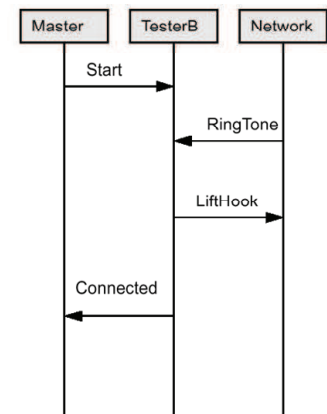 Master TesterB Network
Start
RingTone
LiftHook
Connected